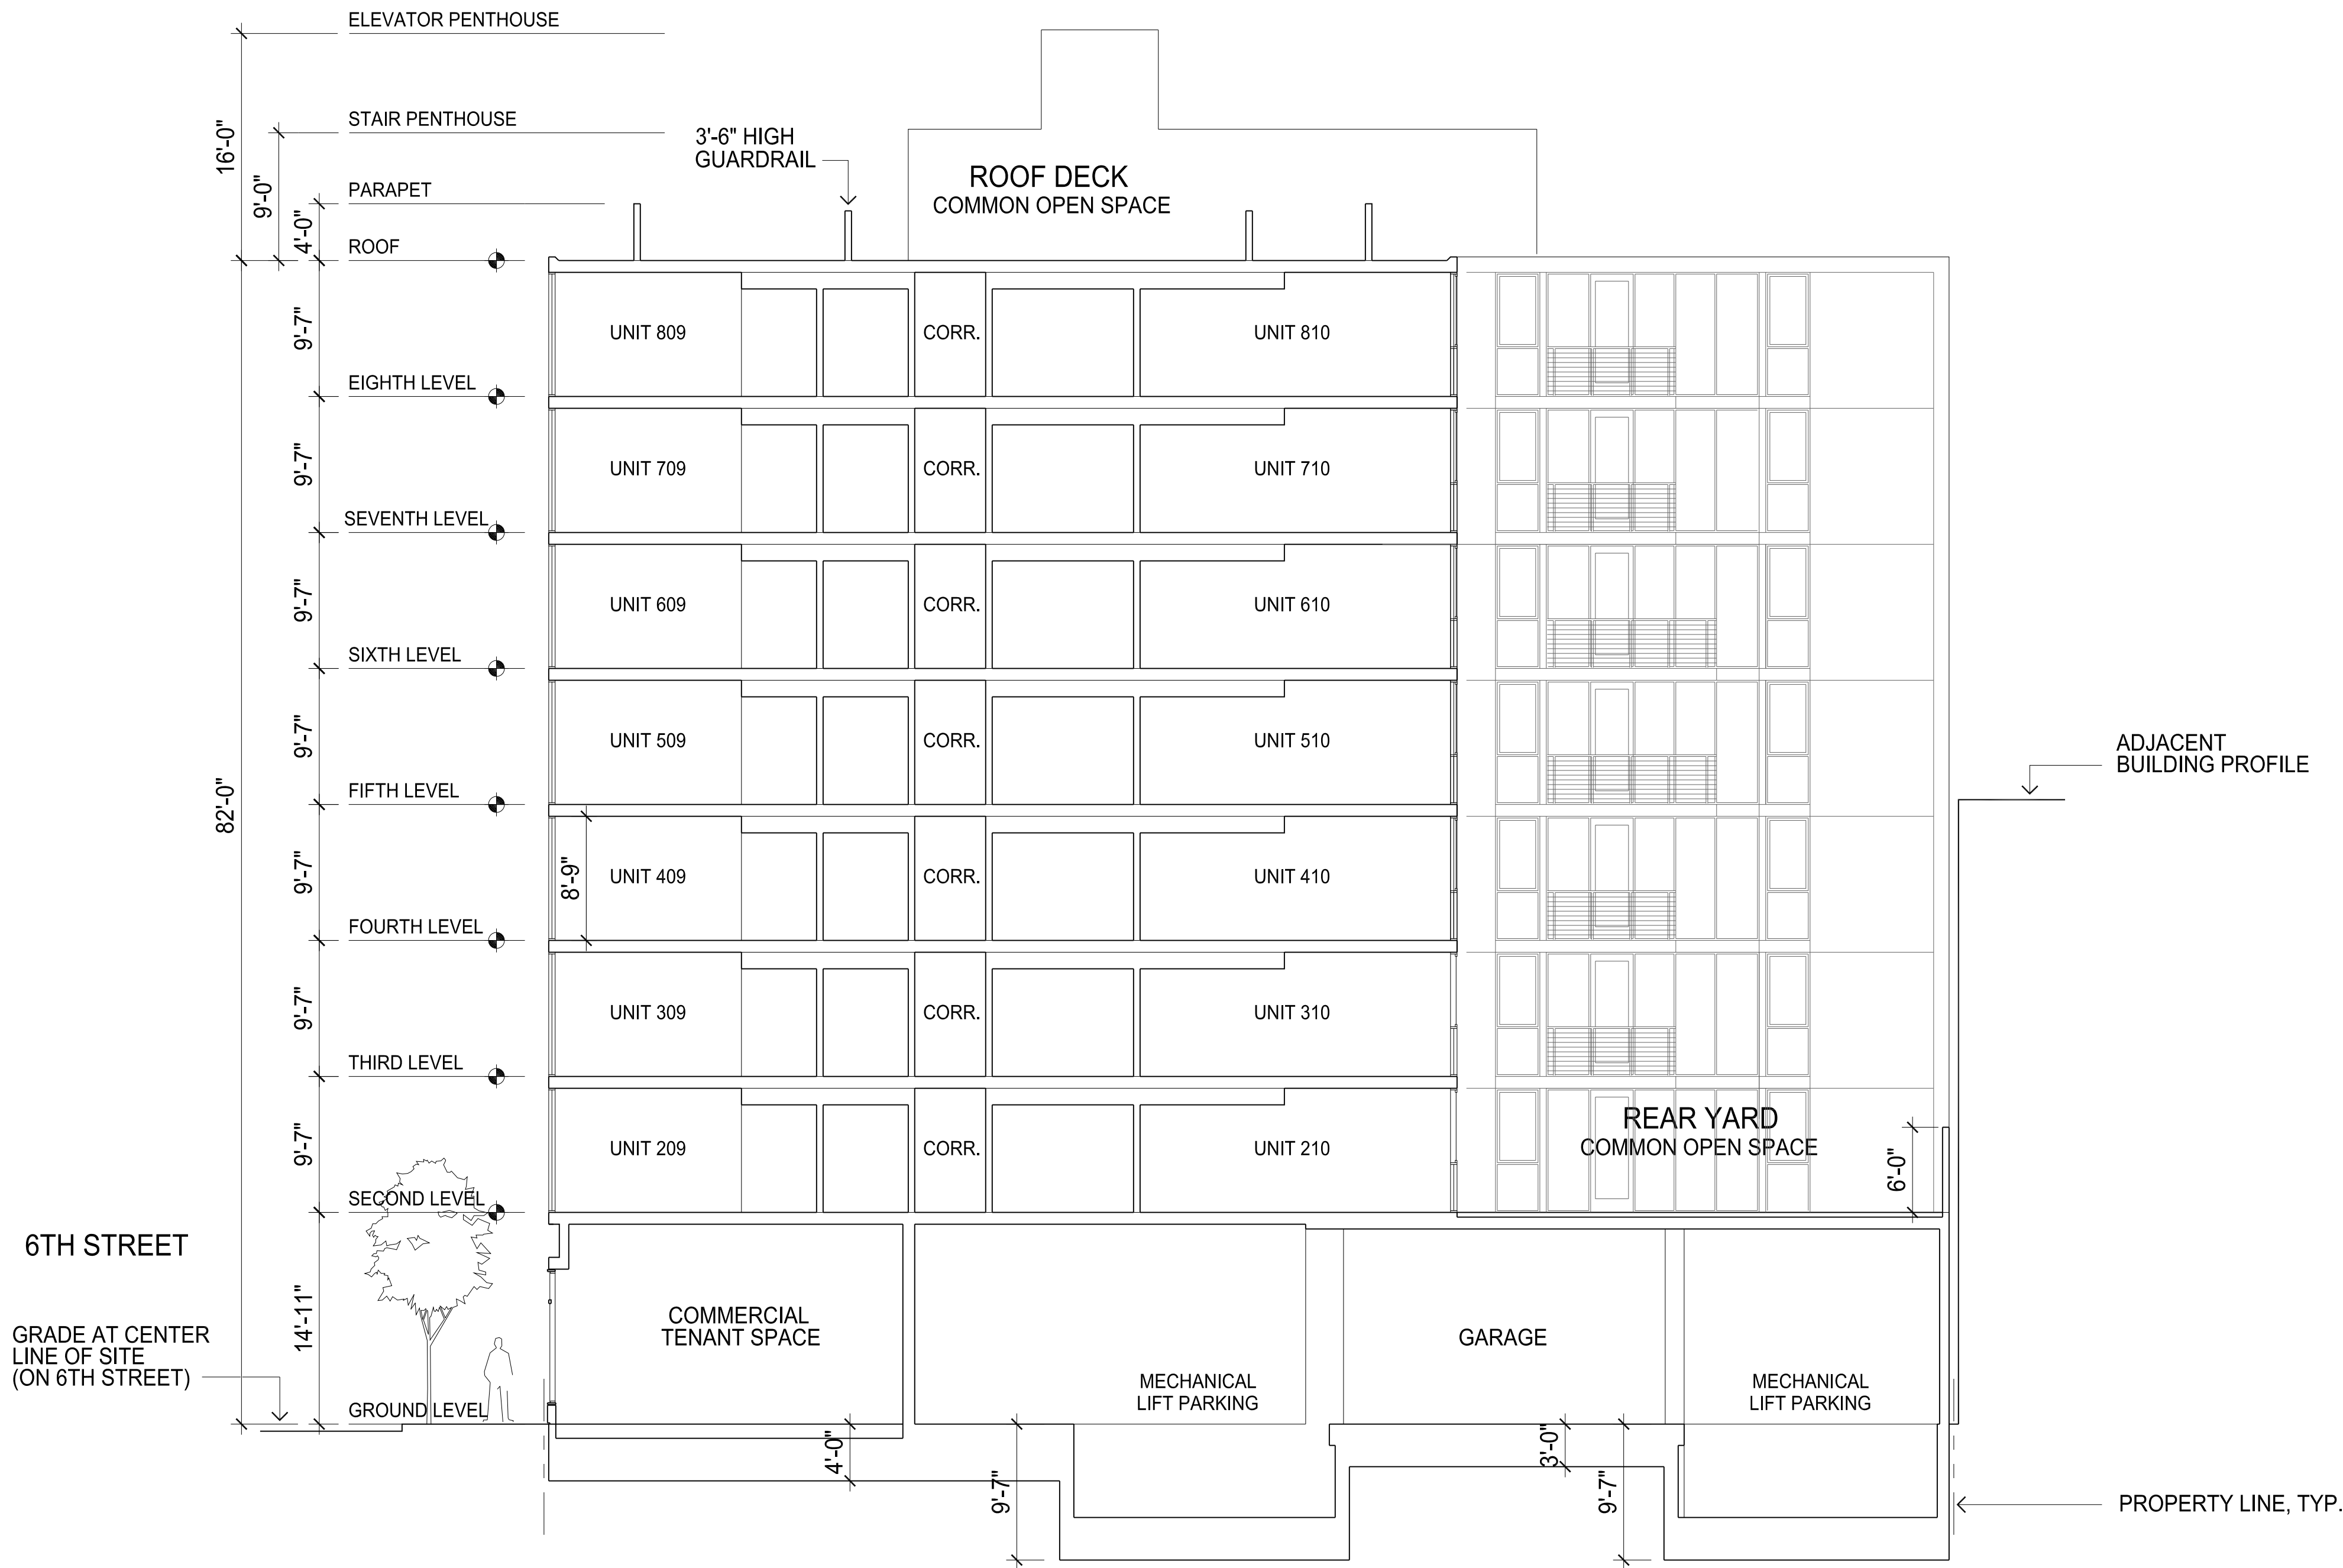 ELEVATOR PENTHOUSE
STAIR PENTHOUSE
16'-0"
9'-0"
3'-6" HIGH
GUARDRAIL
ROOF DECK
COMMON OPEN SPACE
PARAPET
4'-0"
ROOF
9'-7"
UNIT 809
CORR.
UNIT 810
EIGHTH LEVEL
9'-7"
UNIT 709
CORR.
UNIT 710
SEVENTH LEVEL
9'-7"
UNIT 609
CORR.
UNIT 610
SIXTH LEVEL
9'-7"
UNIT 509
CORR.
UNIT 510
ADJACENT
BUILDING PROFILE
FIFTH LEVEL
82'-0"
9'-7"
8'-9"
UNIT 409
CORR.
UNIT 410
FOURTH LEVEL
9'-7"
UNIT 309
CORR.
UNIT 310
THIRD LEVEL
9'-7"
UNIT 209
CORR.
UNIT 210
REAR YARD
COMMON OPEN SPACE
6'-0"
SECOND LEVEL
6TH STREET
14'-11"
COMMERCIAL
TENANT SPACE
GARAGE
GRADE AT CENTER
LINE OF SITE
(ON 6TH STREET)
MECHANICAL
LIFT PARKING
MECHANICAL
LIFT PARKING
GROUND LEVEL
4'-0"
9'-7"
3'-0"
9'-7"
PROPERTY LINE, TYP.